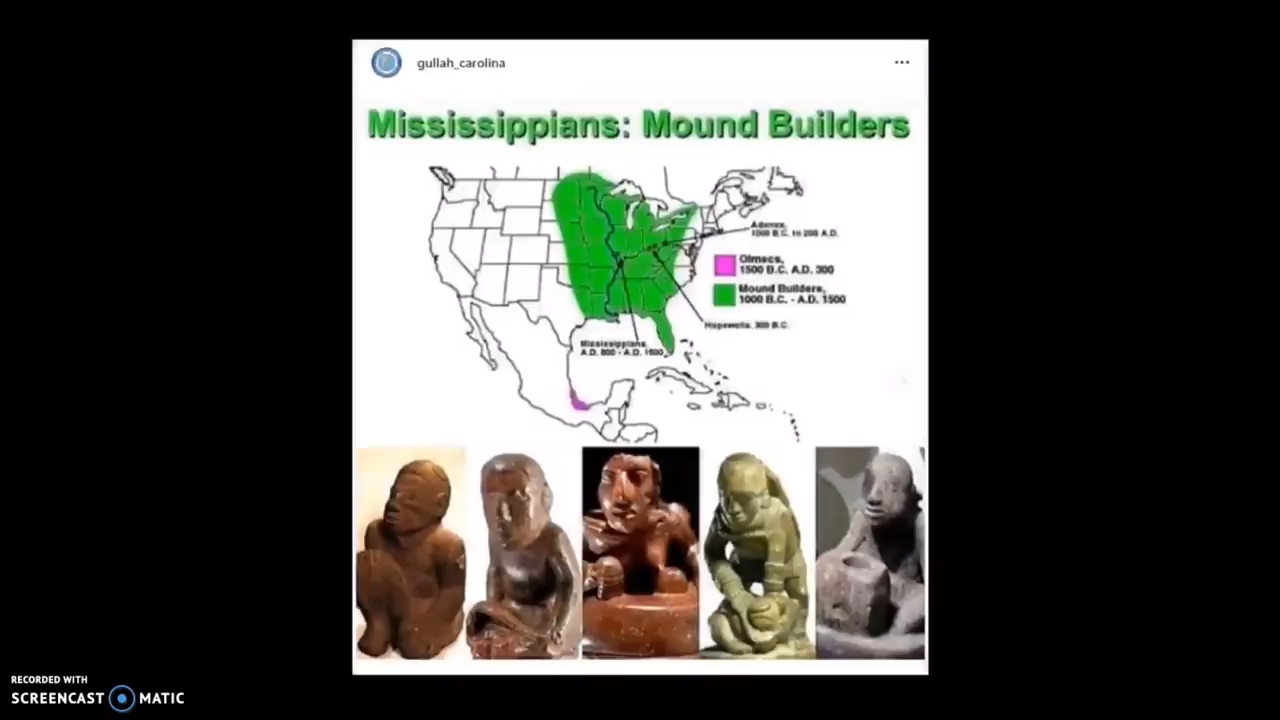 gullah_carolina
Mississippians: Mound Builders
Adenas,
1000 B.C. to 200 A.D.
Olmecs,
1500 B.C. A.D. 300
Mound Builders,
1000 B.C. - A.D. 1500
Hopewells, 300 B.C.
Mississippians,
A.D. 800 - A.D. 1500
RECORDED WITH
SCREENCAST MATIC